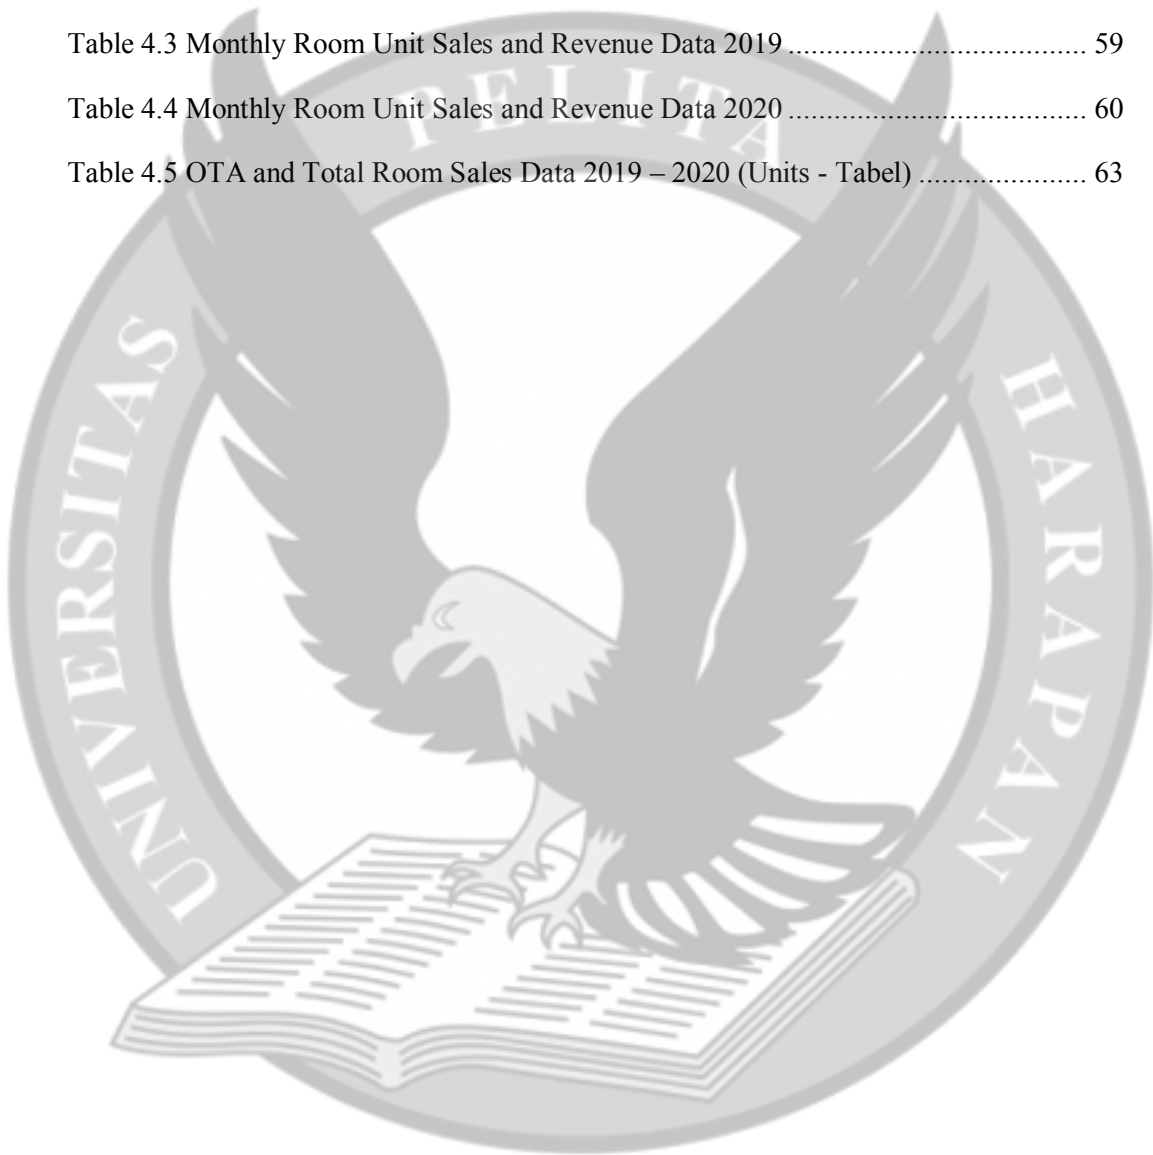 Table 4.3 Monthly Room Unit Sales and Revenue Data 2019 ...................................... 59
Table 4.4 Monthly Room Unit Sales and Revenue Data 2020 ...................................... 60
Table 4.5 OTA and Total Room Sales Data 2019 – 2020 (Units - Tabel) ...................... 63
UNIVERSITAS PELITA HARAPAN